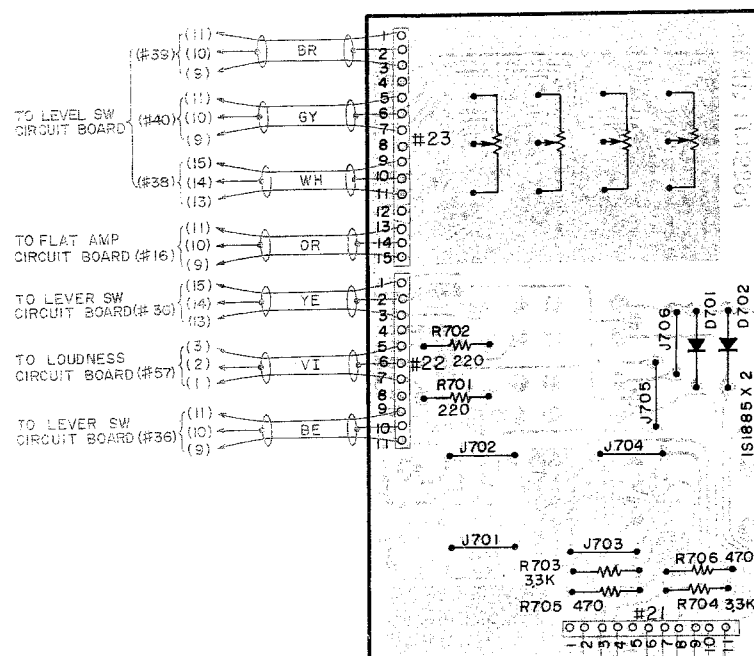 (11)
(#39) (10)
(9)
BR
TO LEVEL SW
CIRCUIT BOARD
(11)
(#40) (10)
(9)
GY
(15)
(#38) (14)
(13)
WH
TO FLAT AMP
CIRCUIT BOARD (#16)
(11)
(10)
(9)
OR
TO LEVER SW
CIRCUIT BOARD (#30)
(15)
(14)
(13)
YE
TO LOUDNESS
CIRCUIT BOARD (#57)
(3)
(2)
(1)
VI
TO LEVER SW
CIRCUIT BOARD (#36)
(11)
(10)
(9)
BE
1
2
3
4
5
6
7
8
9
10
11
12
13
14
15
#23
1
2
3
4
5
6
7
8
9
10
11
#22
R702
220
R701
220
J702
J704
J701
J703
J705
J706
D701
D702
IS1885 X 2
R703
3.3K
R705 470
R706 470
R704 3.3K
#21
1 2 3 4 5 6 7 8 9 10 11